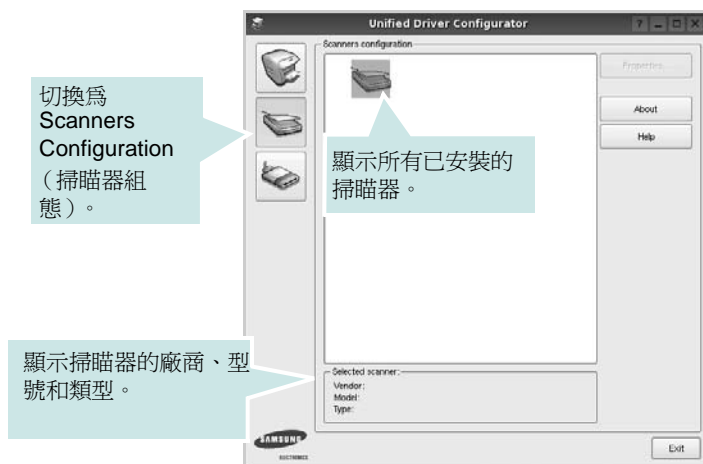 Unified Driver Configurator
Scanners configuration
Properties...
About
Help
切換爲
Scanners
Configuration
（掃瞄器組
態）。
顯示所有已安裝的
掃瞄器。
顯示掃瞄器的廠商、型
號和類型。
Selected scanner:
Vendor:
Model:
Type:
SAMSUNG
ELECTRONICS
Exit